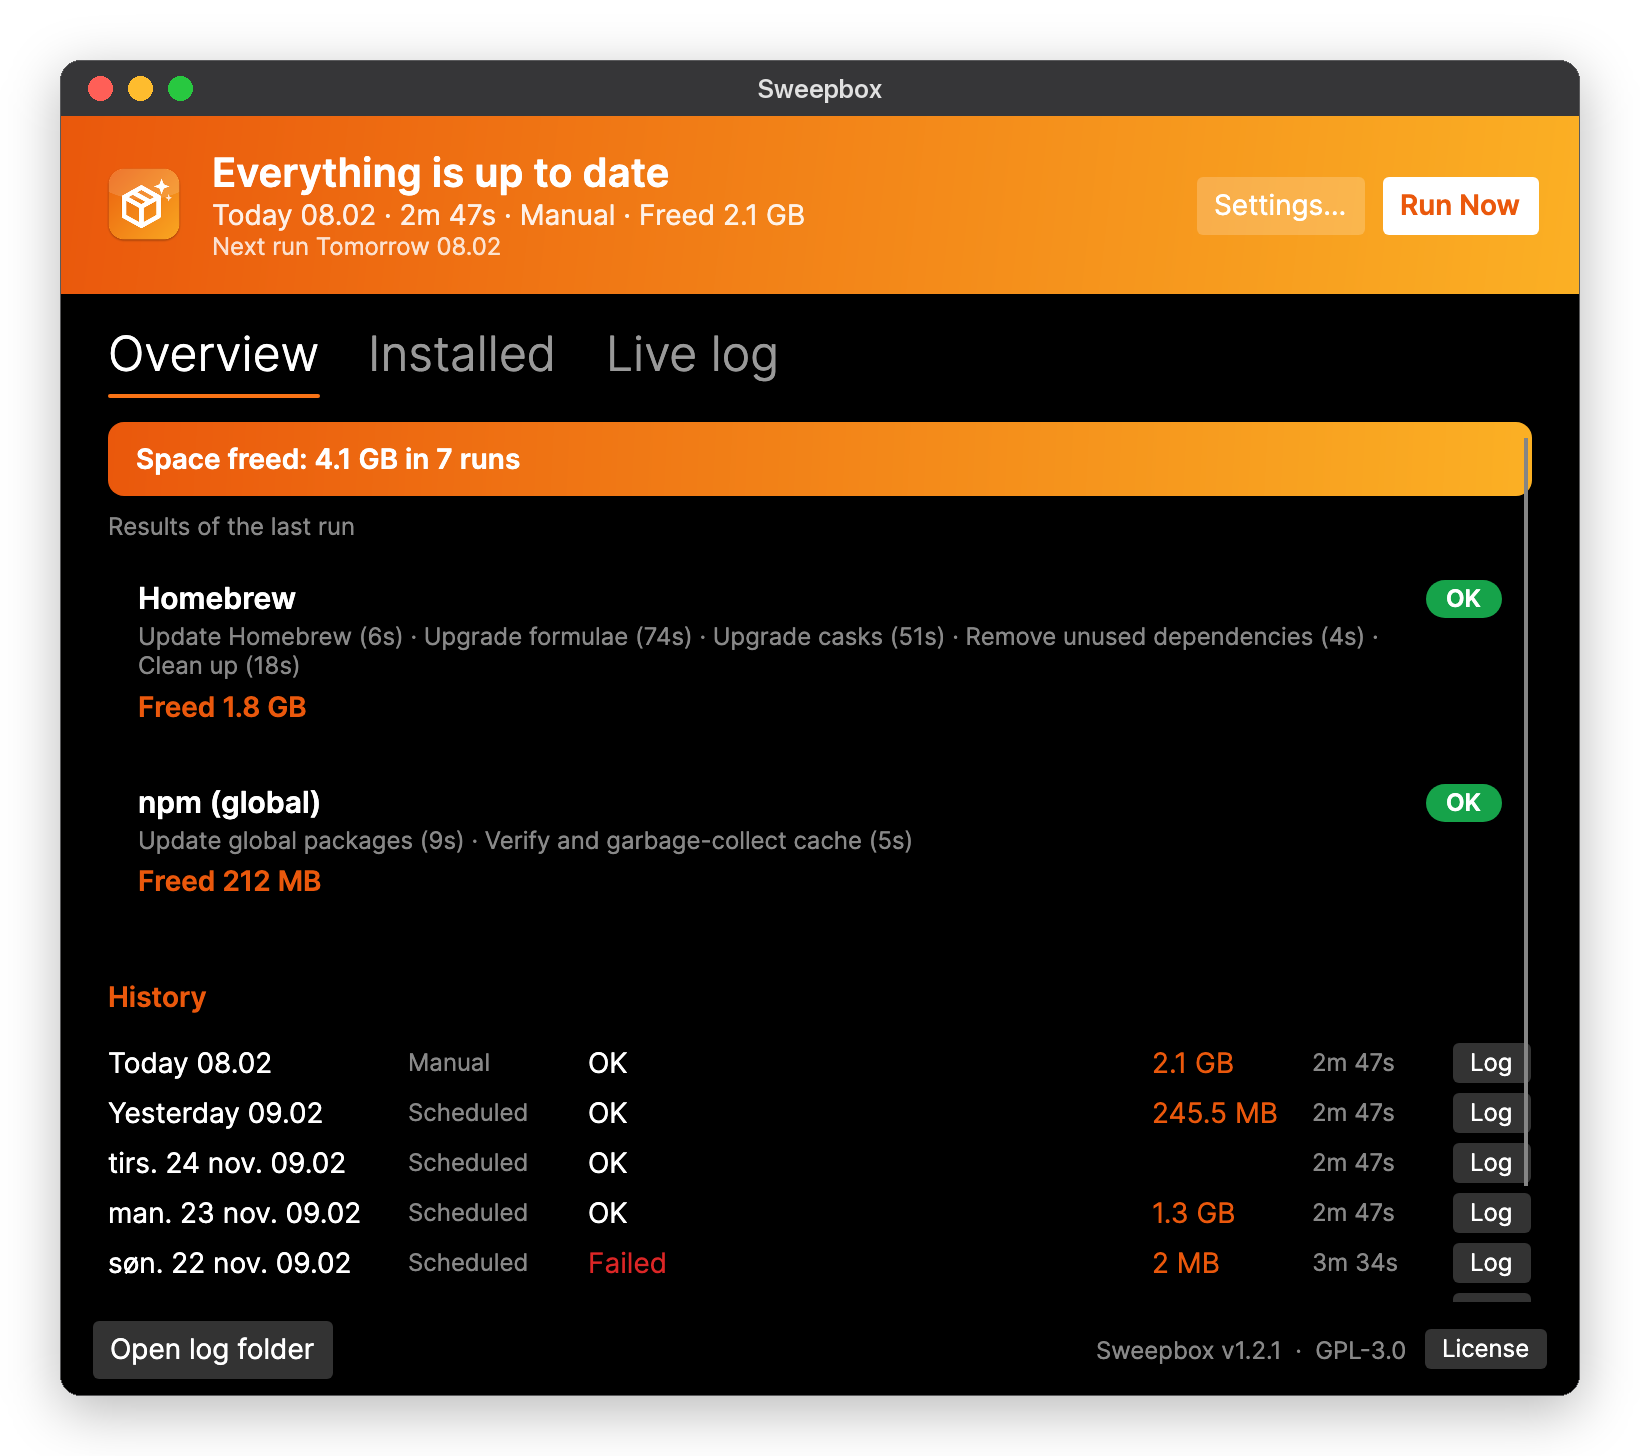 Sweepbox
Everything is up to date
Today 08.02 · 2m 47s · Manual · Freed 2.1 GB
Next run Tomorrow 08.02
Settings...
Run Now
Overview
Installed
Live log
Space freed: 4.1 GB in 7 runs
Results of the last run
Homebrew
OK
Update Homebrew (6s) · Upgrade formulae (74s) · Upgrade casks (51s) · Remove unused dependencies (4s) ·
Clean up (18s)
Freed 1.8 GB
npm (global)
OK
Update global packages (9s) · Verify and garbage-collect cache (5s)
Freed 212 MB
History
Today 08.02 Manual OK 2.1 GB 2m 47s Log
Yesterday 09.02 Scheduled OK 245.5 MB 2m 47s Log
tirs. 24 nov. 09.02 Scheduled OK 2m 47s Log
man. 23 nov. 09.02 Scheduled OK 1.3 GB 2m 47s Log
søn. 22 nov. 09.02 Scheduled Failed 2 MB 3m 34s Log
Open log folder
Sweepbox v1.2.1 · GPL-3.0
License